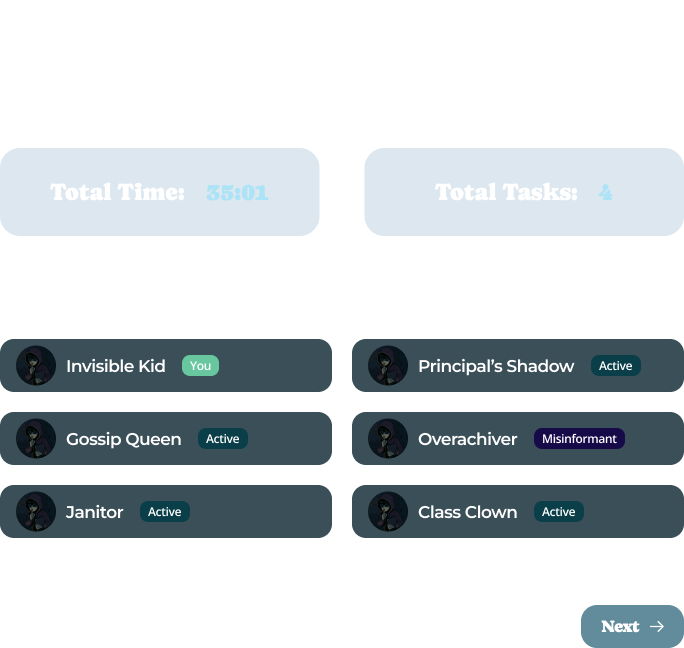 Total Time: 35:01
Total Tasks: 4
Invisible Kid You
Principal's Shadow Active
Gossip Queen Active
Overachiver Misinformant
Janitor Active
Class Clown Active
Next →